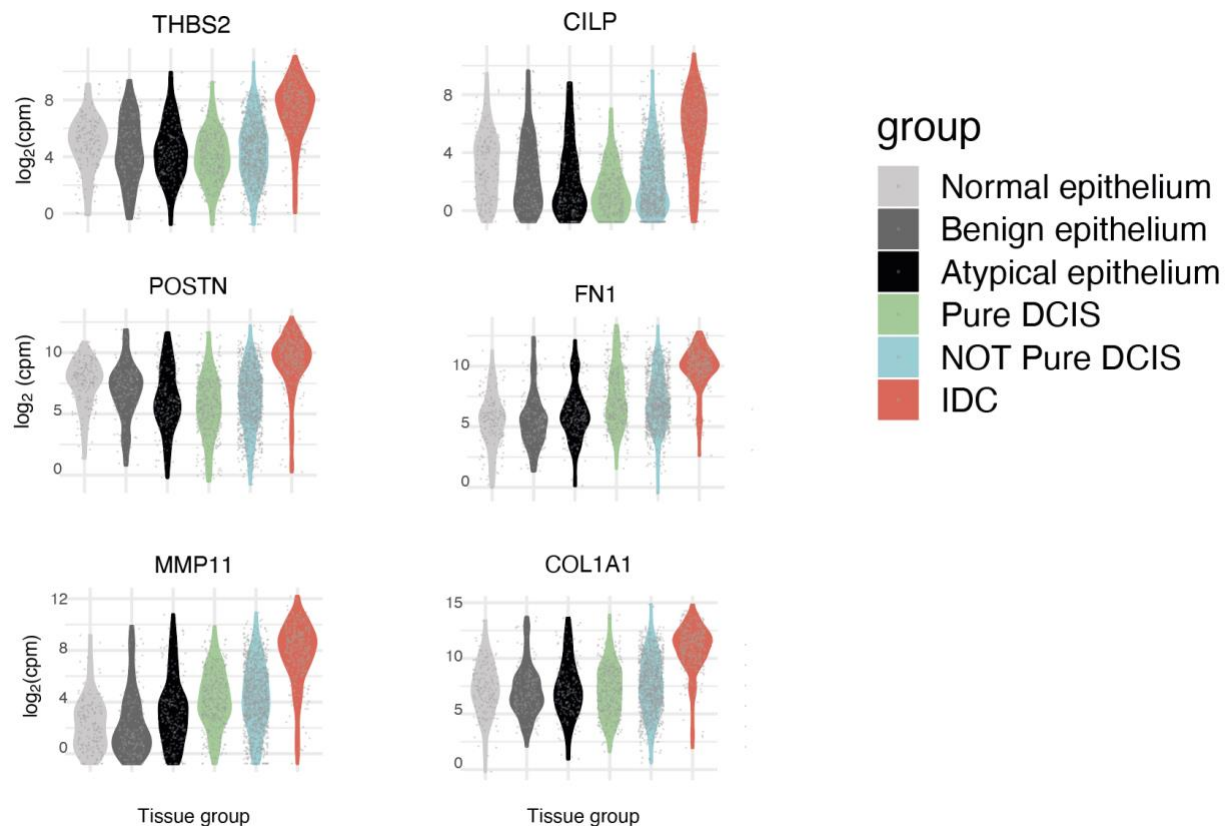 THBS2
log₂(cpm)
8
4
0
CILP
8
4
0
group
Normal epithelium
Benign epithelium
Atypical epithelium
Pure DCIS
NOT Pure DCIS
IDC
POSTN
log₂ (cpm)
10
5
0
FN1
10
5
0
MMP11
log₂(cpm)
12
8
4
0
Tissue group
COL1A1
15
10
5
0
Tissue group